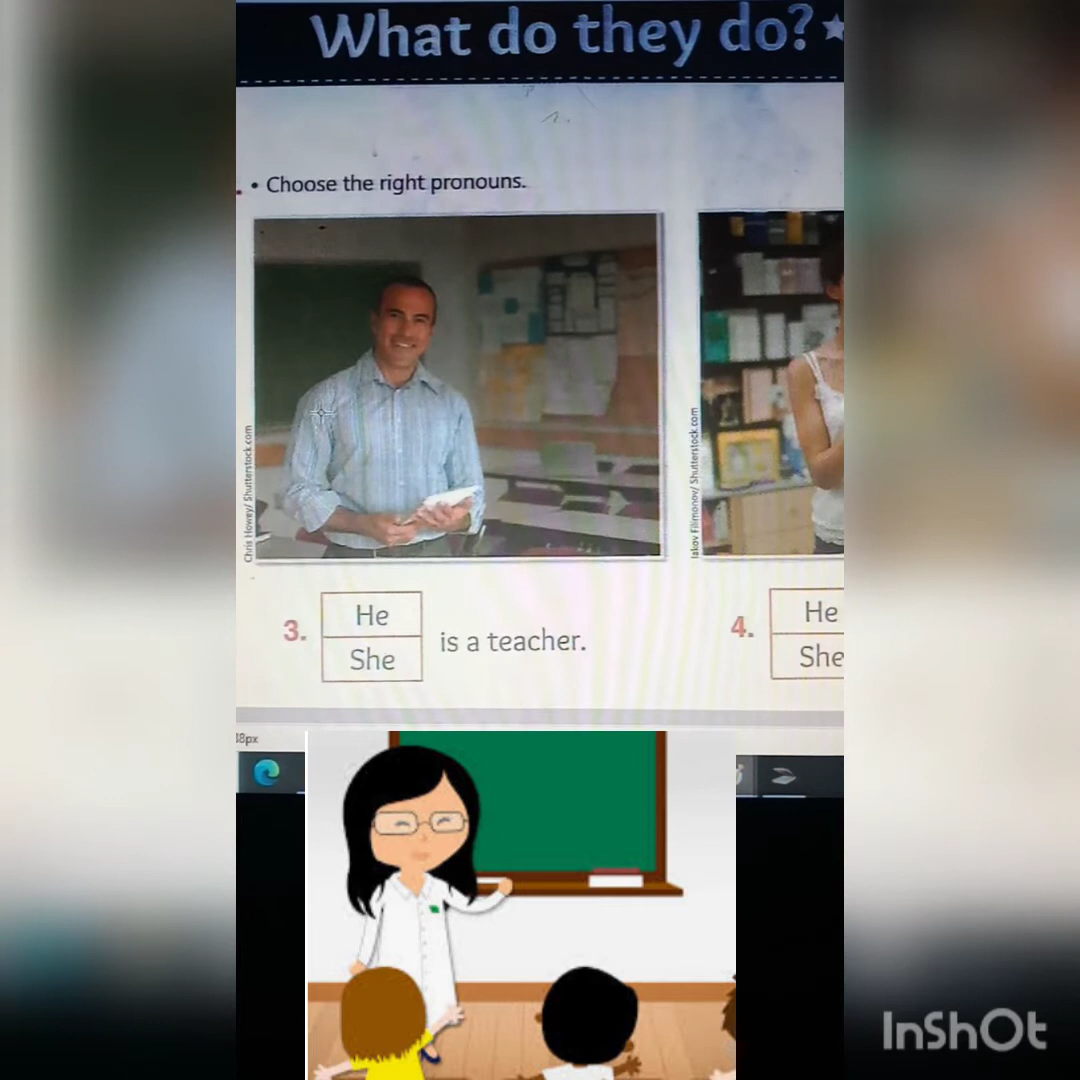 What do they do?
• Choose the right pronouns.
Chris Howey/ Shutterstock.com
Iakov Filimonov/ Shutterstock.com
3. He
She
is a teacher.
4. He
She
38px
InShOt